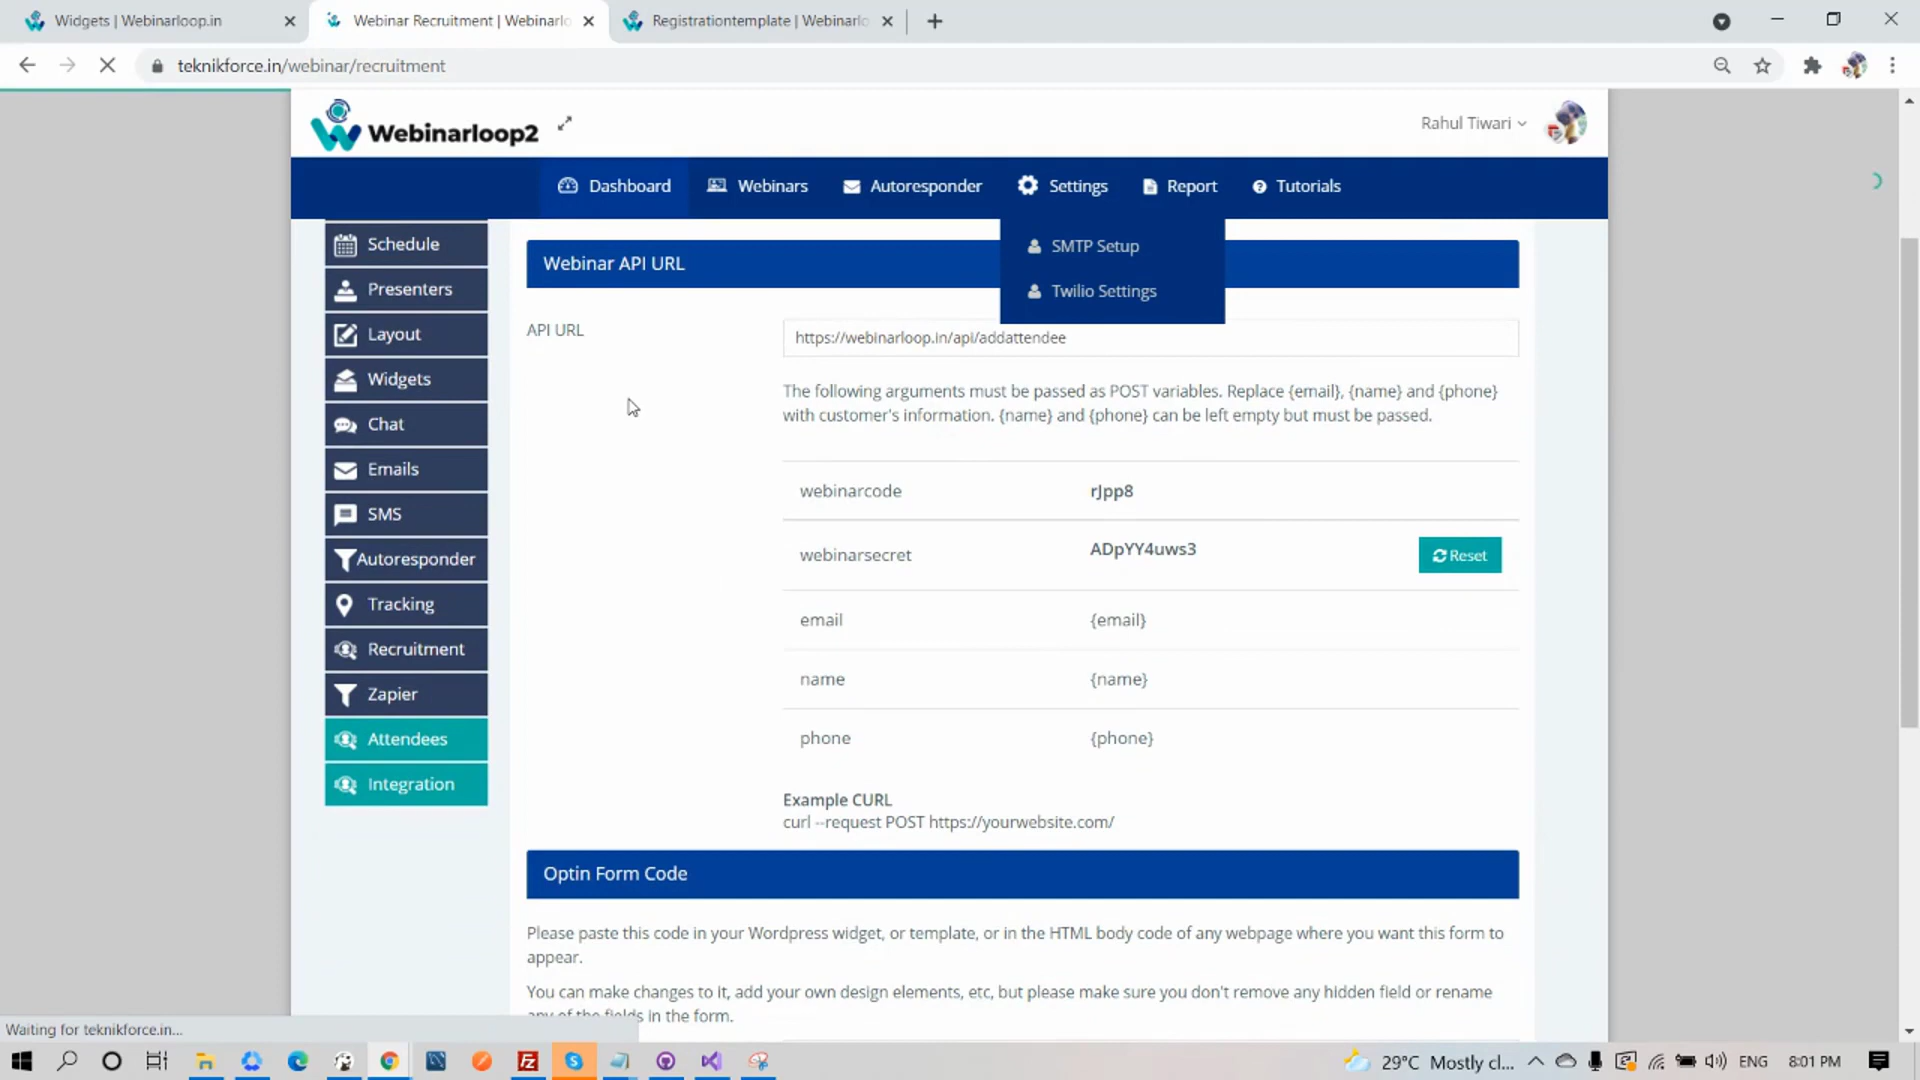 Widgets | Webinarloop.in
Webinar Recruitment | Webinarlo
Registrationtemplate | Webinarlo
teknikforce.in/webinar/recruitment
Webinarloop2
Rahul Tiwari
Dashboard
Webinars
Autoresponder
Settings
Report
Tutorials
SMTP Setup
Twilio Settings
Schedule
Presenters
Layout
Widgets
Chat
Emails
SMS
Autoresponder
Tracking
Recruitment
Zapier
Attendees
Integration
Webinar API URL
API URL
https://webinarloop.in/api/addattendee
The following arguments must be passed as POST variables. Replace {email}, {name} and {phone}
with customer's information. {name} and {phone} can be left empty but must be passed.
webinarcode rJpp8
webinarsecret ADpYY4uws3 Reset
email {email}
name {name}
phone {phone}
Example CURL
curl --request POST https://yourwebsite.com/
Optin Form Code
Please paste this code in your Wordpress widget, or template, or in the HTML body code of any webpage where you want this form to
appear.
You can make changes to it, add your own design elements, etc, but please make sure you don't remove any hidden field or rename
any of the fields in the form.
Waiting for teknikforce.in...
29°C Mostly cl...
ENG
8:01 PM